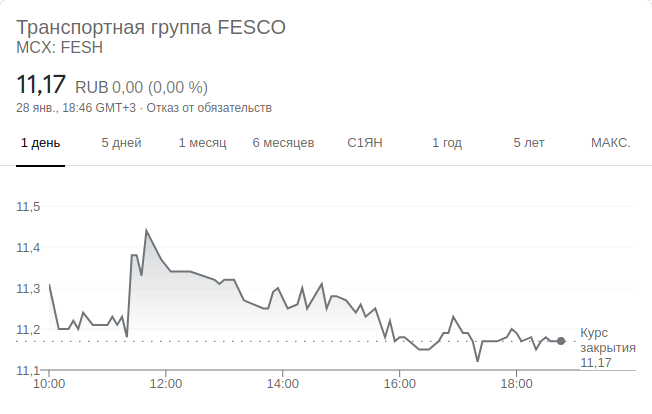 Транспортная группа FESCO
MCX: FESH
11,17 RUB 0,00 (0,00 %)
28 янв., 18:46 GMT+3 · Отказ от обязательств
1 день 5 дней 1 месяц 6 месяцев С1ЯН 1 год 5 лет МАКС.
11,5
11,4
11,3
11,2
11,1
Курс
закрытия
11,17
10:00 12:00 14:00 16:00 18:00